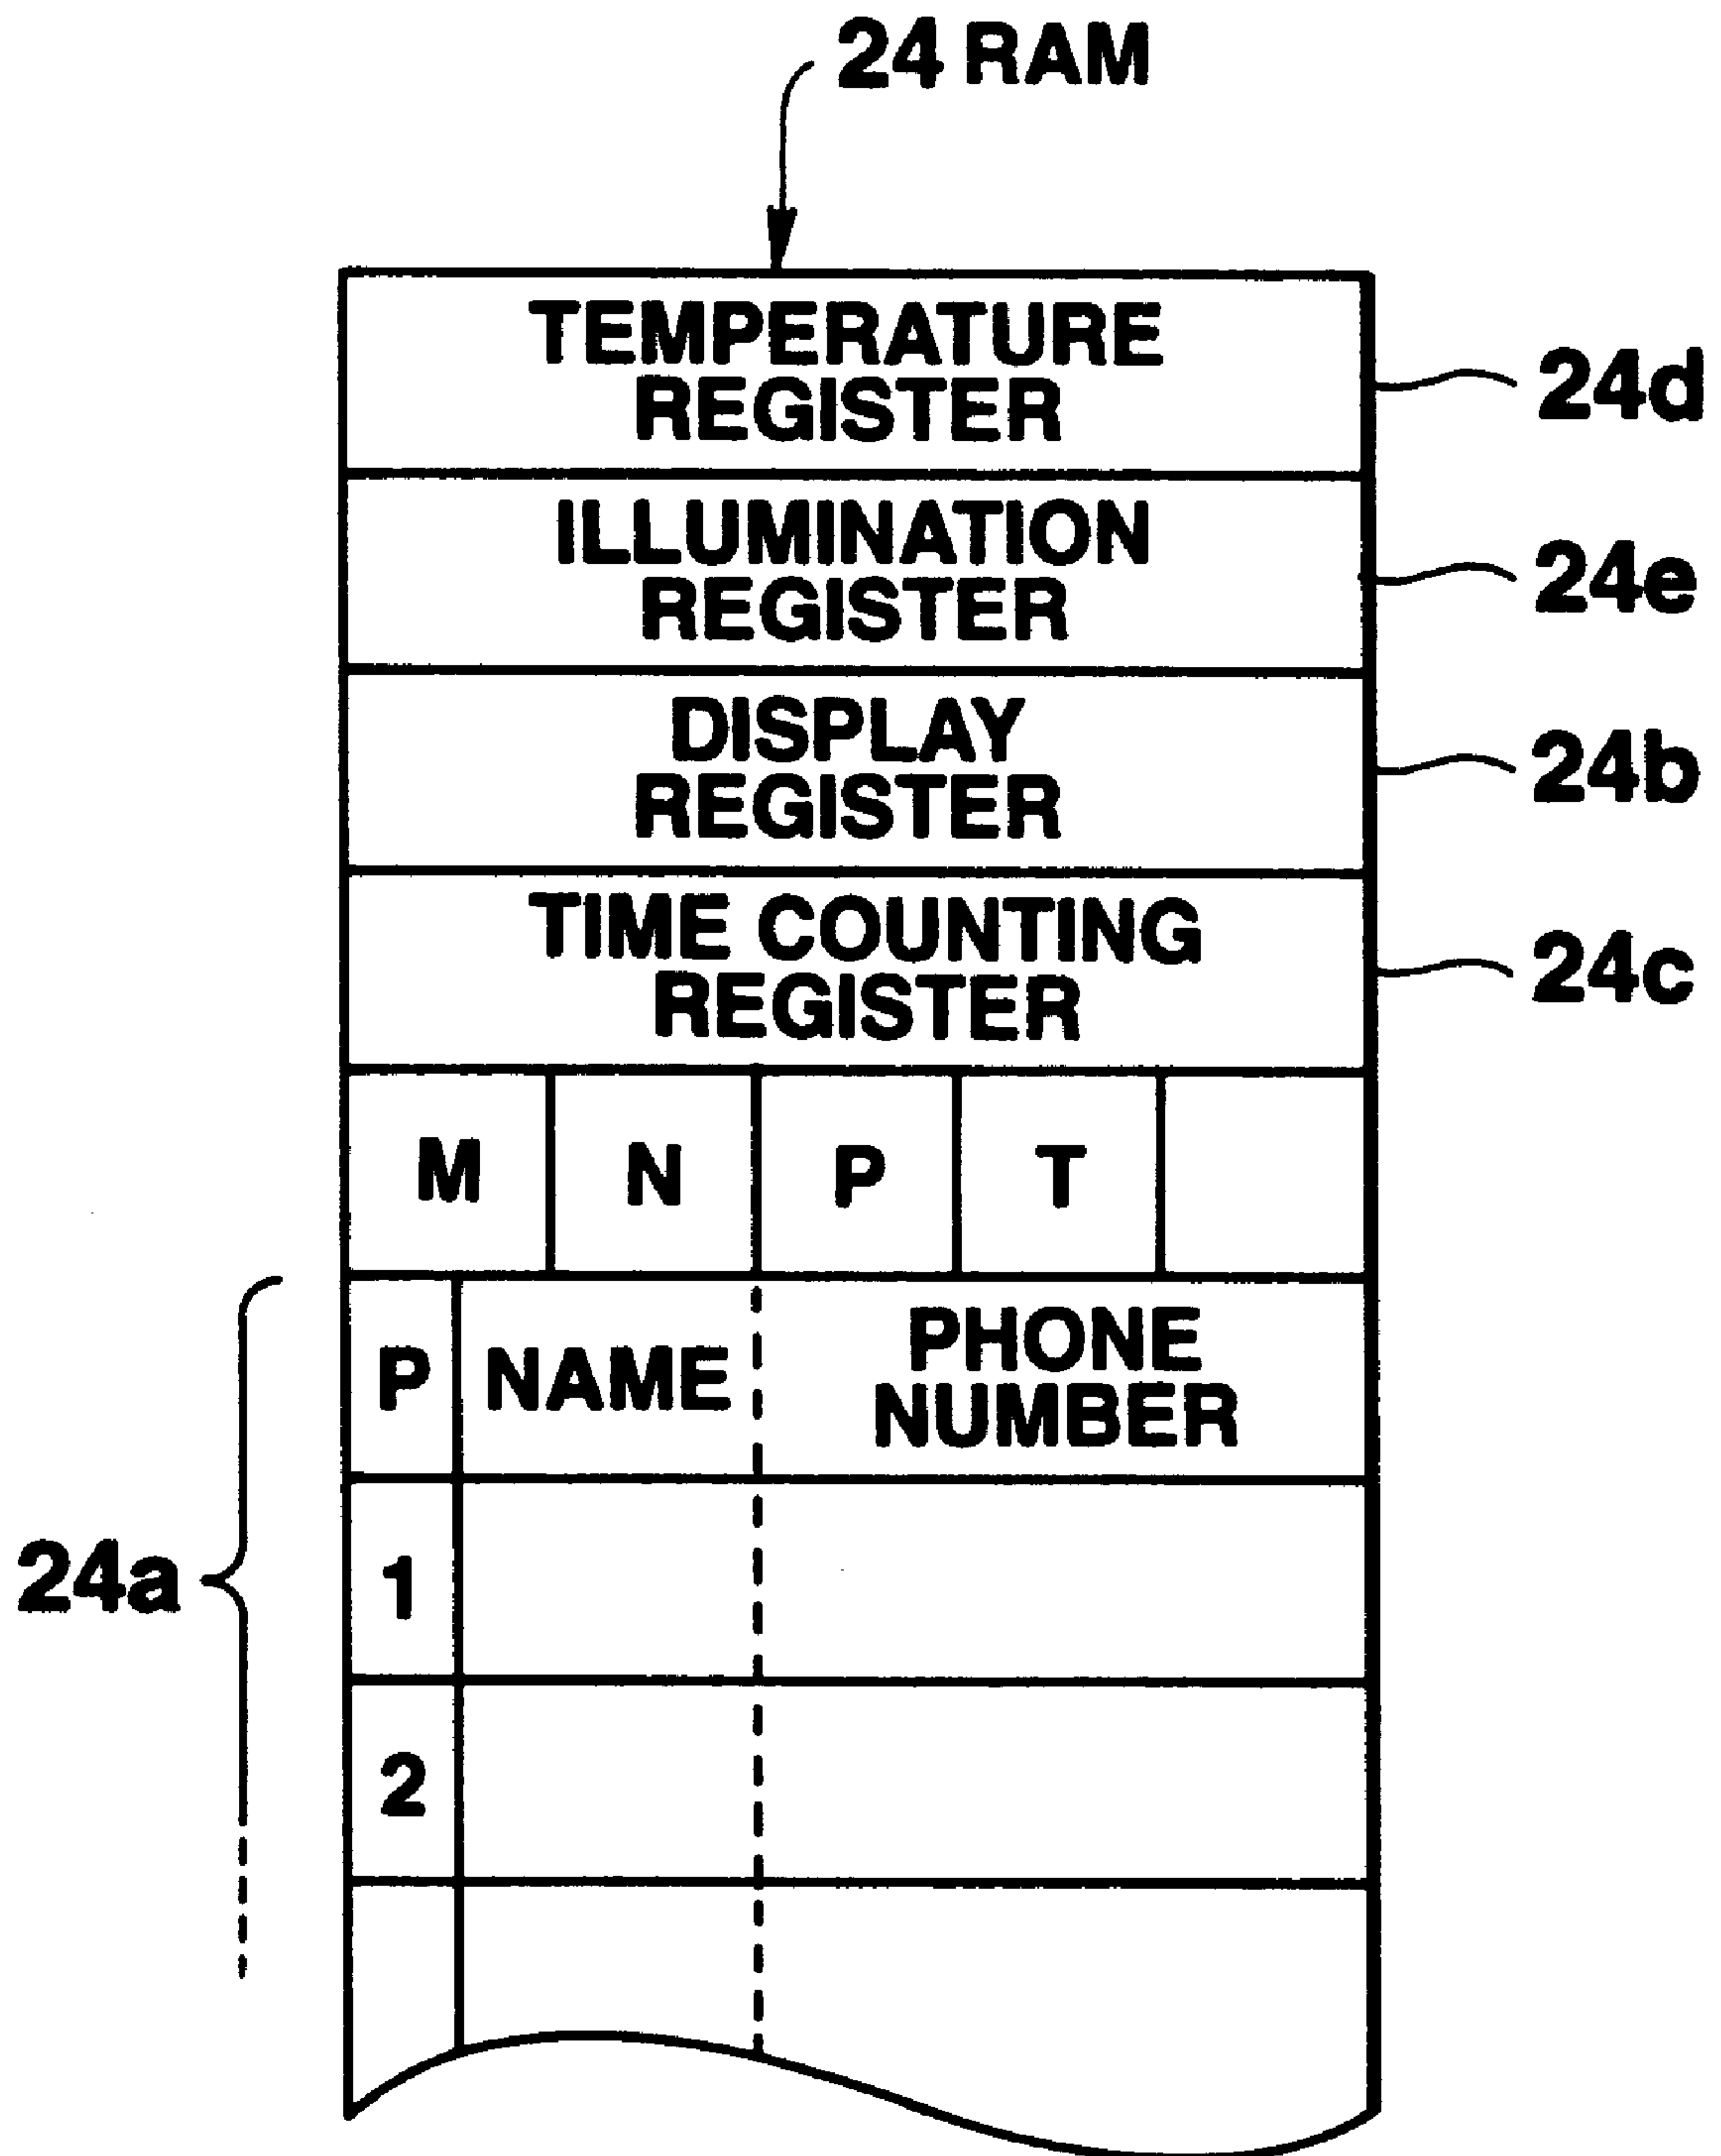 24 RAM
TEMPERATURE
REGISTER
24d
ILLUMINATION
REGISTER
24e
DISPLAY
REGISTER
24b
TIME COUNTING
REGISTER
24c
M N P T
P NAME PHONE
NUMBER
24a
1
2